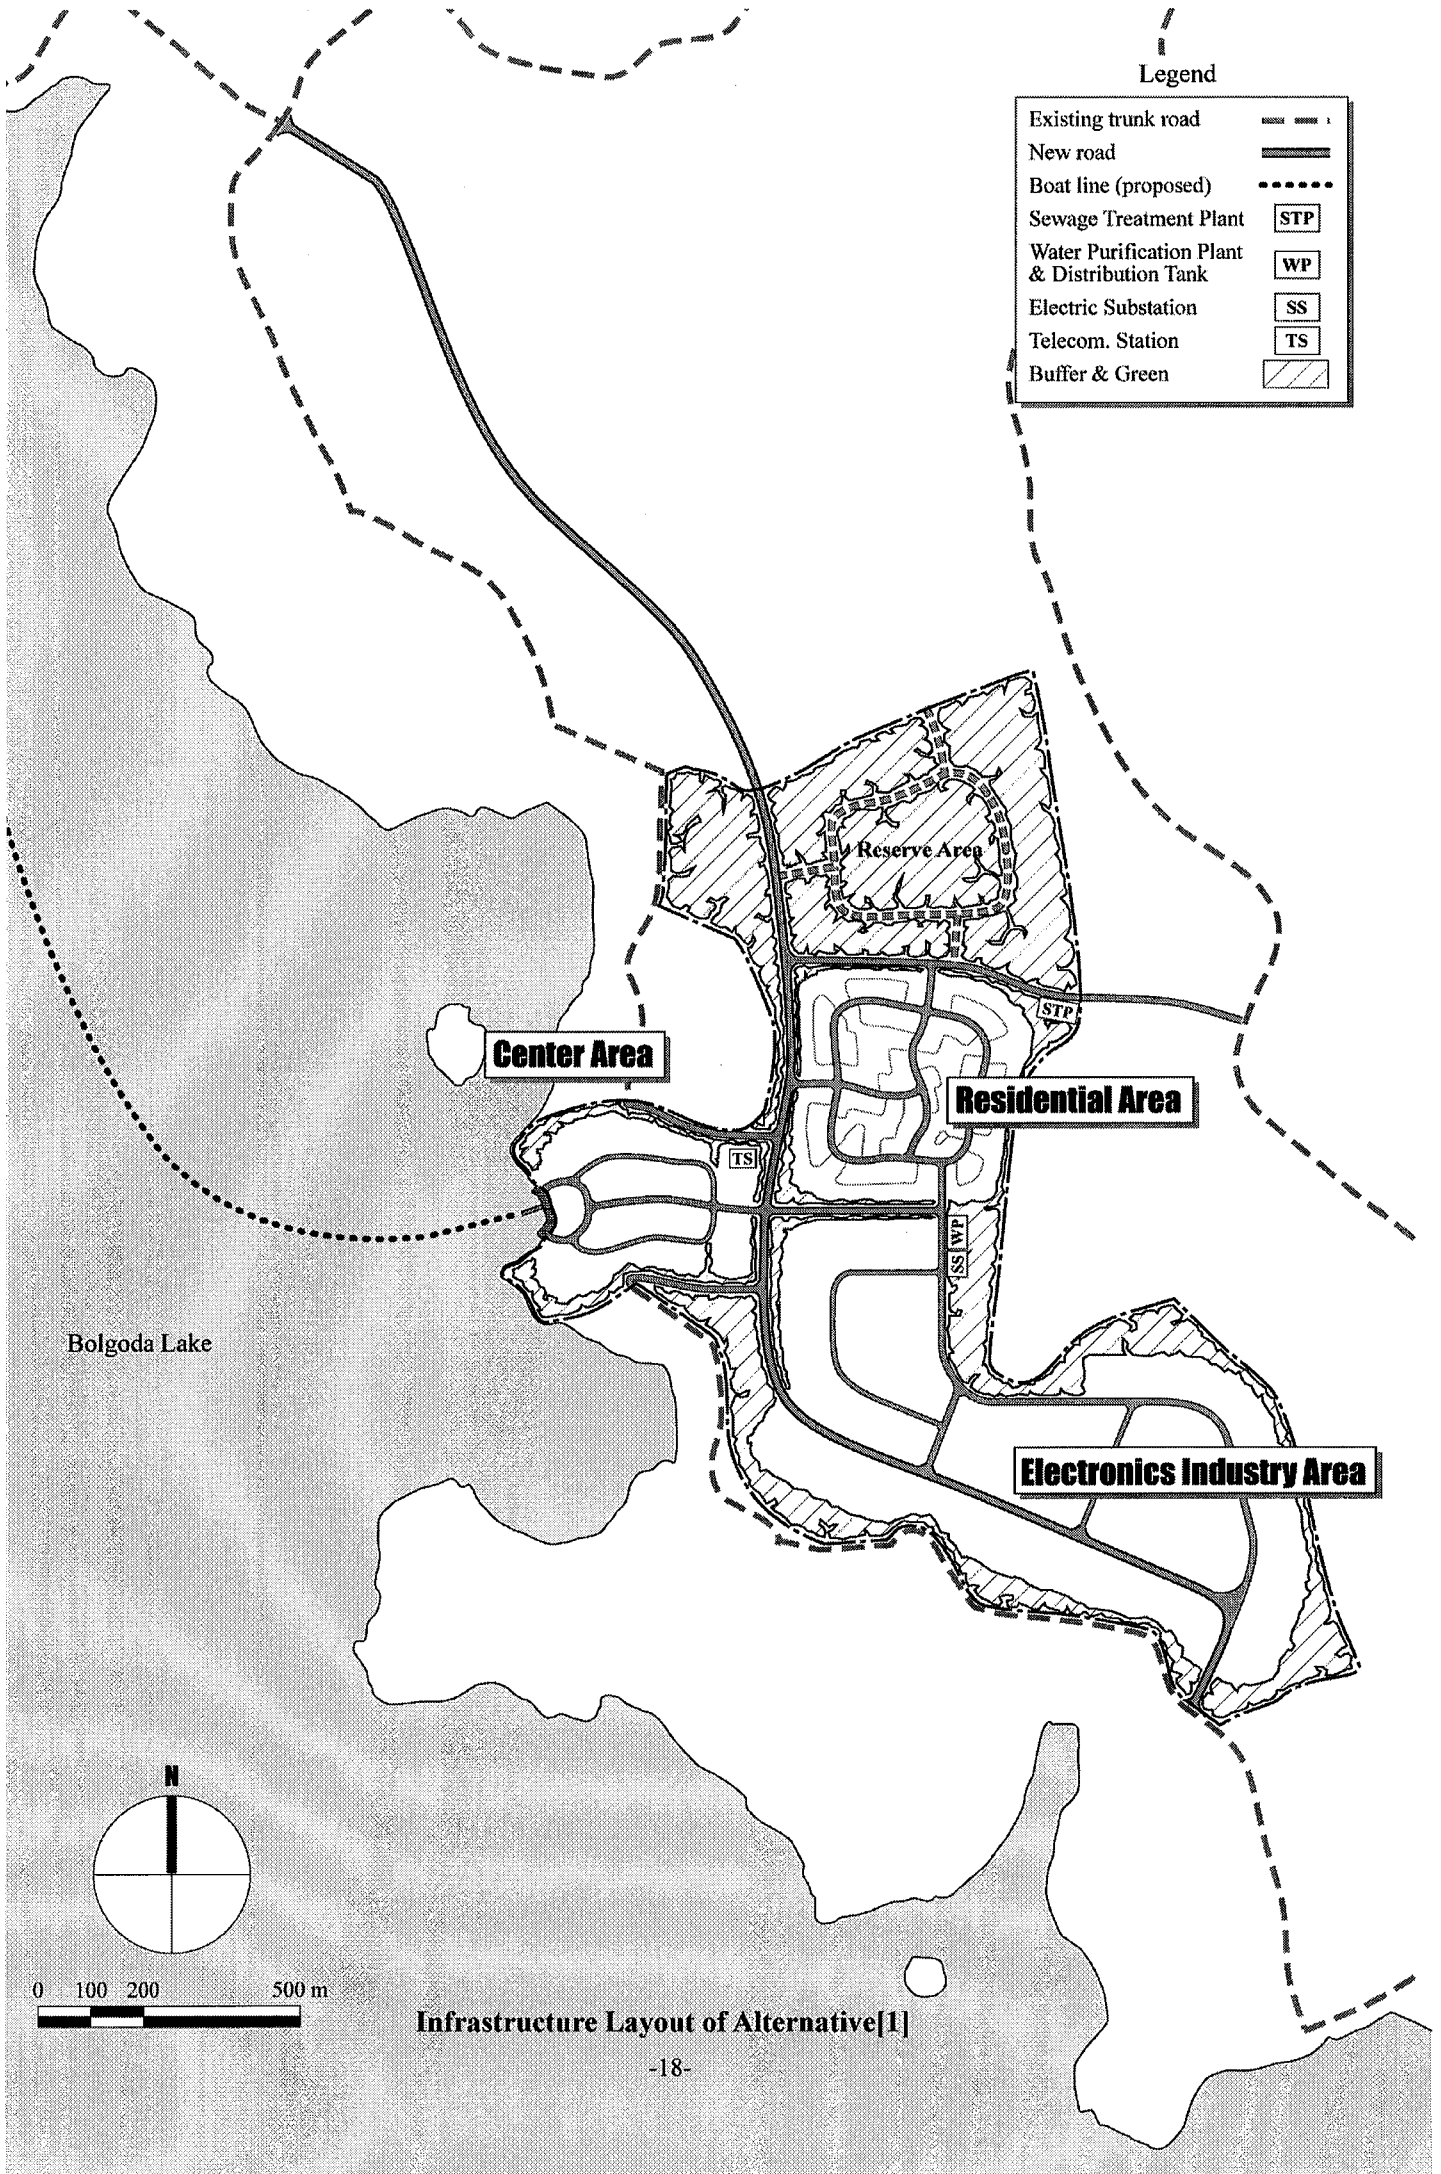 Legend
Existing trunk road
New road
Boat line (proposed)
Sewage Treatment Plant STP
Water Purification Plant
& Distribution Tank WP
Electric Substation SS
Telecom. Station TS
Buffer & Green
Reserve Area
STP
Center Area
Residential Area
TS
WP
SS
Bolgoda Lake
Electronics Industry Area
N
0 100 200 500 m
Infrastructure Layout of Alternative[1]
-18-